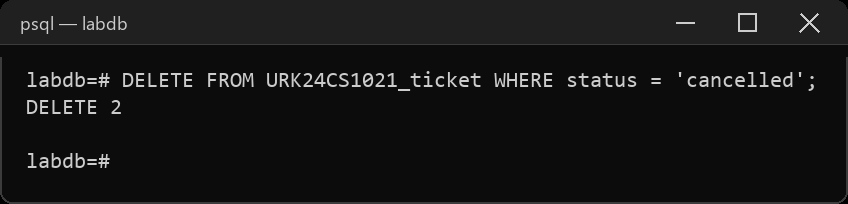 psql — labdb
labdb=# DELETE FROM URK24CS1021_ticket WHERE status = 'cancelled';
DELETE 2
labdb=#